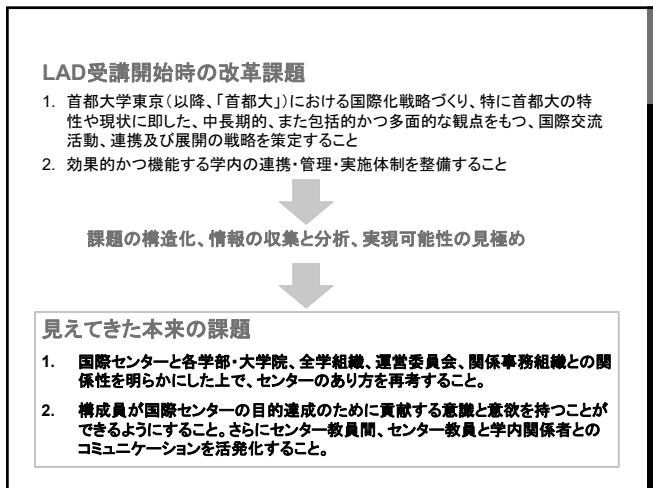 LAD受講開始時の改革課題
1. 首都大学東京（以降、「首都大」）における国際化戦略づくり、特に首都大の特
性や現状に即した、中長期的、また包括的かつ多面的な観点をもつ、国際交流
活動、連携及び展開の戦略を策定すること
2. 効果的かつ機能する学内の連携・管理・実施体制を整備すること
課題の構造化、情報の収集と分析、実現可能性の見極め
見えてきた本来の課題
1. 国際センターと各学部・大学院、全学組織、運営委員会、関係事務組織との関
係性を明らかにした上で、センターのあり方を再考すること。
2. 構成員が国際センターの目的達成のために貢献する意識と意欲を持つことが
できるようにすること。さらにセンター教員間、センター教員と学内関係者との
コミュニケーションを活発化すること。